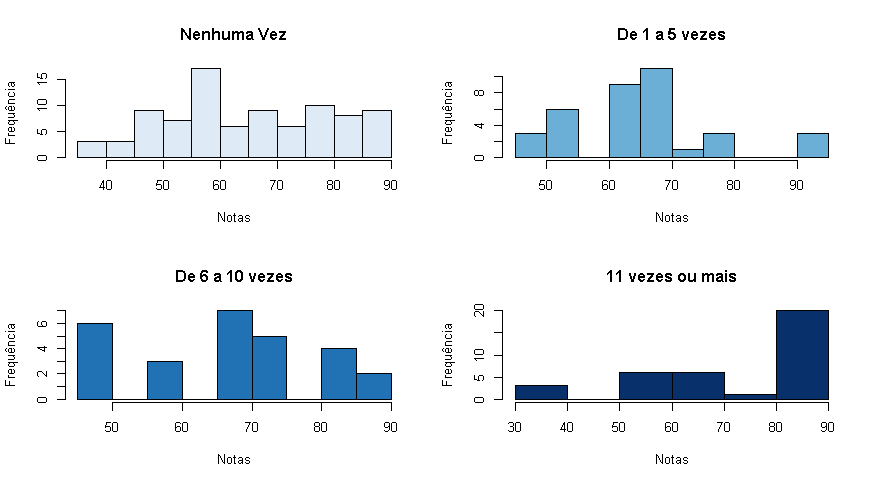 Nenhuma Vez
Frequência
0 5 10 15
40 50 60 70 80 90
Notas
De 1 a 5 vezes
Frequência
0 4 8
50 60 70 80 90
Notas
De 6 a 10 vezes
Frequência
0 2 4 6
50 60 70 80 90
Notas
11 vezes ou mais
Frequência
0 5 10 20
30 40 50 60 70 80 90
Notas